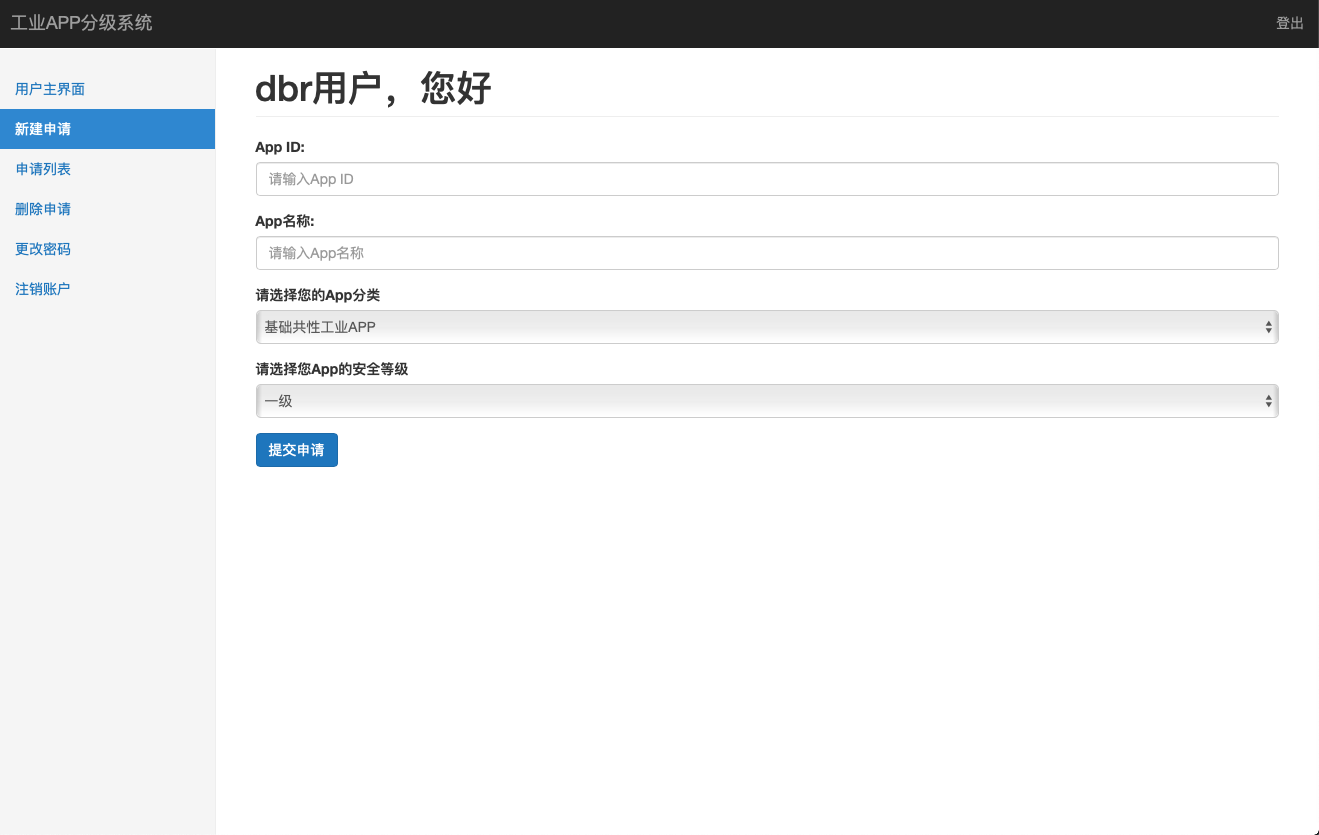 工业APP分级系统
登出
用户主界面
新建申请
申请列表
删除申请
更改密码
注销账户
dbr用户，您好
App ID:
请输入App ID
App名称:
请输入App名称
请选择您的App分类
基础共性工业APP
请选择您App的安全等级
一级
提交申请